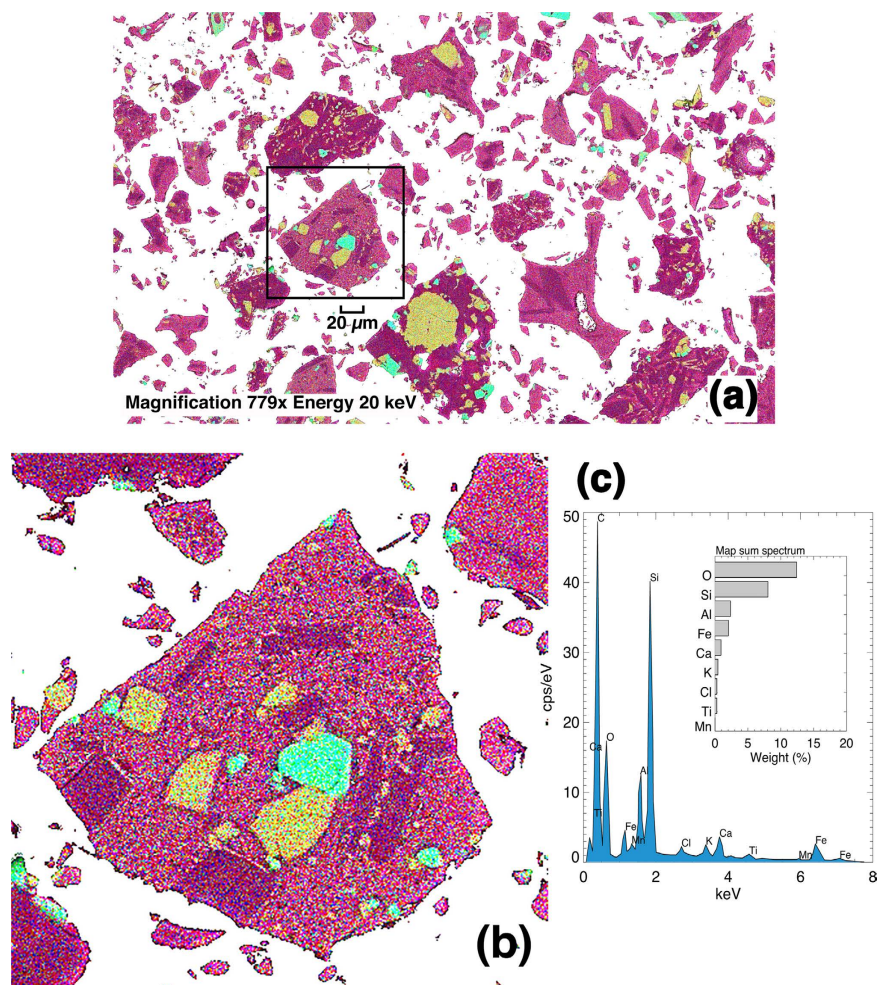 20 μm
Magnification 779x Energy 20 keV
(a)
(b)
(c)
50
40
30
20
10
0
cps/eV
C
Ca
Ti
O
Fe
Mn
Al
Si
Cl
K
Ca
Ti
Mn
Fe
Fe
0 2 4 6 8
keV
Map sum spectrum
O
Si
Al
Fe
Ca
K
Cl
Ti
Mn
0 5 10 15 20
Weight (%)